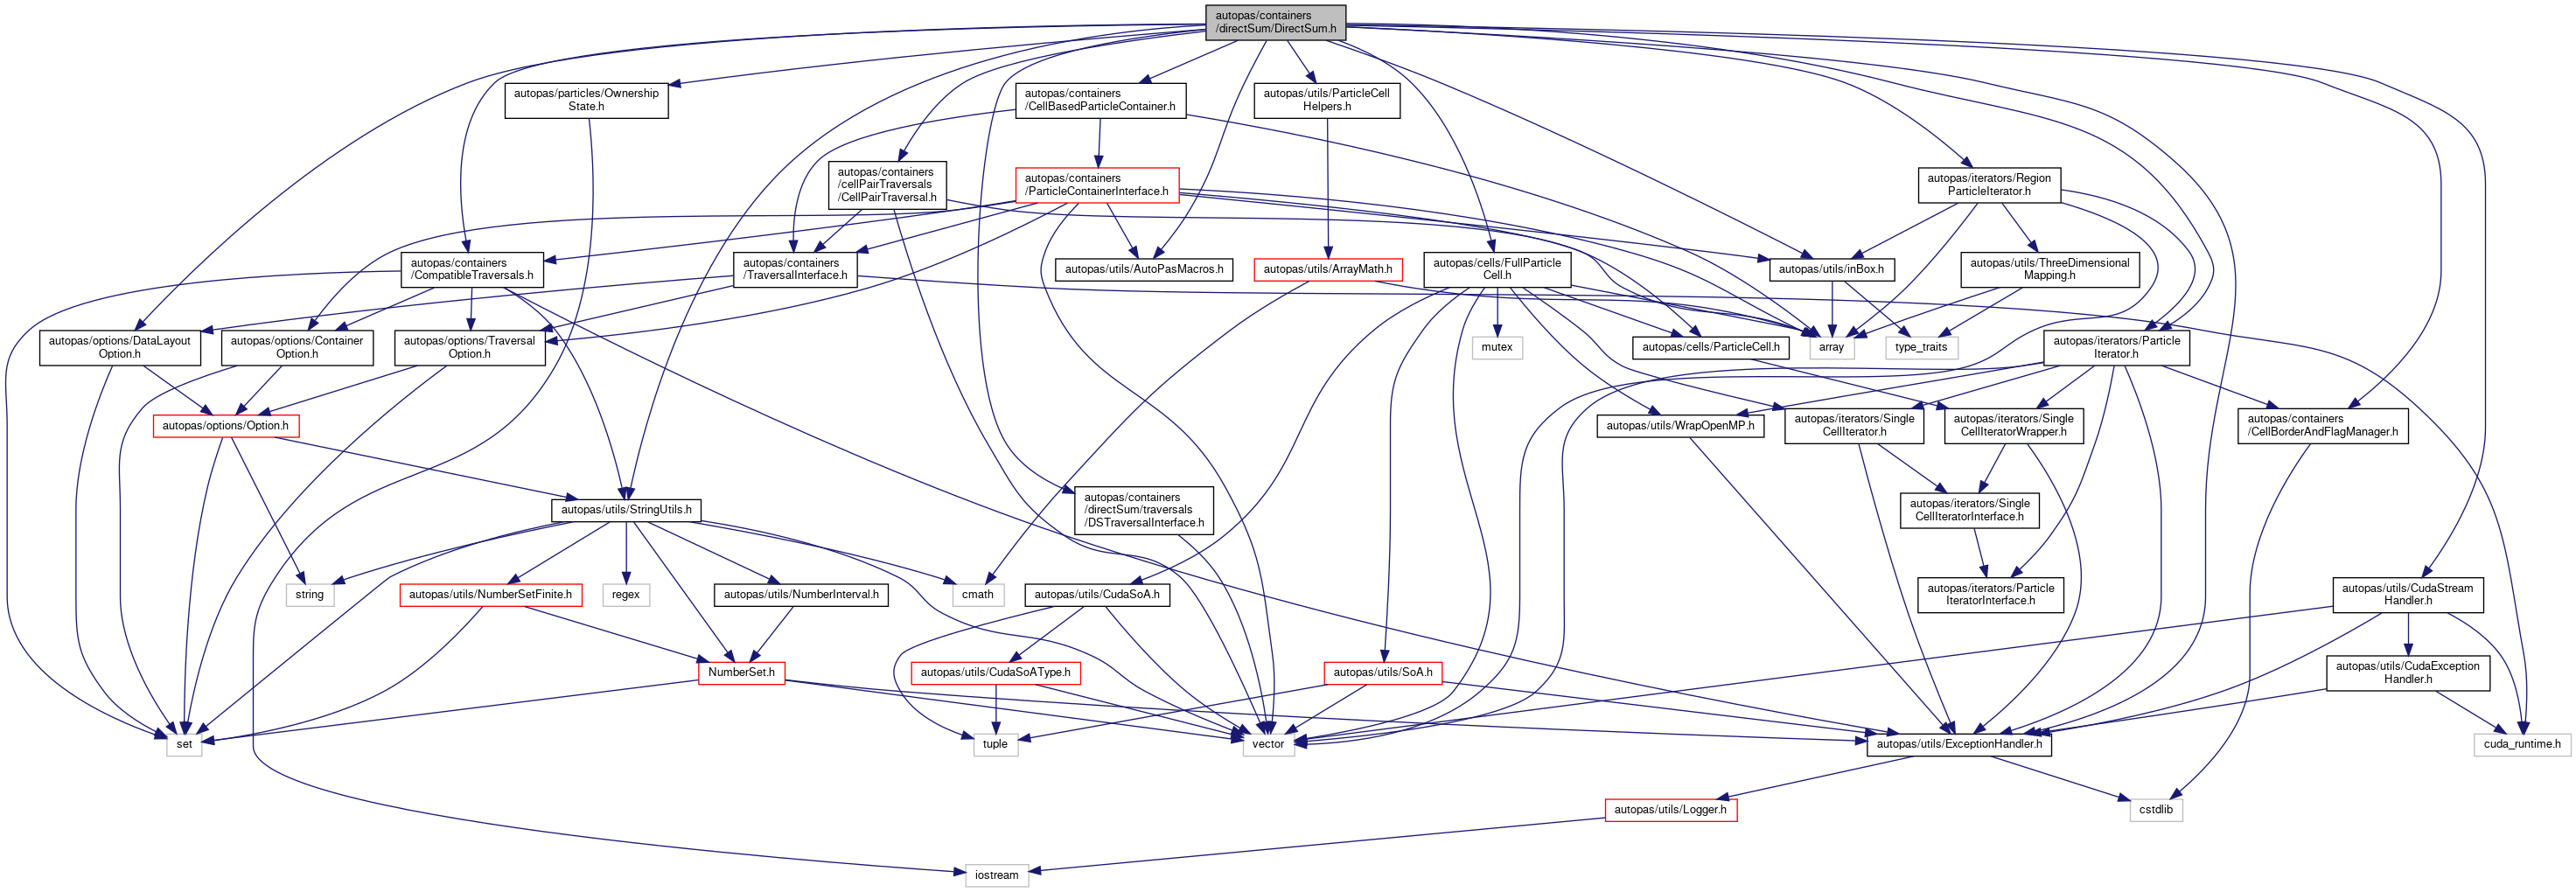 autopas/containers
/directSum/DirectSum.h
autopas/particles/Ownership
State.h
autopas/containers
/CellBasedParticleContainer.h
autopas/utils/ParticleCell
Helpers.h
autopas/containers
/cellPairTraversals
/CellPairTraversal.h
autopas/containers
/ParticleContainerInterface.h
autopas/iterators/Region
ParticleIterator.h
autopas/containers
/CompatibleTraversals.h
autopas/containers
/TraversalInterface.h
autopas/utils/AutoPasMacros.h
autopas/utils/ArrayMath.h
autopas/cells/FullParticle
Cell.h
autopas/utils/inBox.h
autopas/utils/ThreeDimensional
Mapping.h
autopas/options/DataLayout
Option.h
autopas/options/Container
Option.h
autopas/options/Traversal
Option.h
mutex
autopas/cells/ParticleCell.h
array
type_traits
autopas/iterators/Particle
Iterator.h
autopas/options/Option.h
autopas/utils/WrapOpenMP.h
autopas/iterators/Single
CellIterator.h
autopas/iterators/Single
CellIteratorWrapper.h
autopas/containers
/CellBorderAndFlagManager.h
autopas/utils/StringUtils.h
autopas/containers
/directSum/traversals
/DSTraversalInterface.h
autopas/iterators/Single
CellIteratorInterface.h
string
autopas/utils/NumberSetFinite.h
regex
autopas/utils/NumberInterval.h
cmath
autopas/utils/CudaSoA.h
autopas/iterators/Particle
IteratorInterface.h
autopas/utils/CudaStream
Handler.h
NumberSet.h
autopas/utils/CudaSoAType.h
autopas/utils/SoA.h
autopas/utils/CudaException
Handler.h
set
tuple
vector
autopas/utils/ExceptionHandler.h
cuda_runtime.h
autopas/utils/Logger.h
cstdlib
iostream